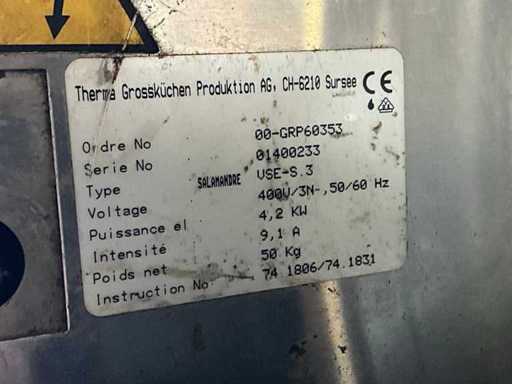 Therma Grossküchen Produktion AG, CH-6210 Sursee CE
Ordre No 00-GRP60353
Serie No 01400233
Type SALAMANDRE USE-S.3
Voltage 400V/3N~,50/60 Hz
Puissance el 4,2 KW
Intensité 9,1 A
Poids net 50 Kg
Instruction No 74.1806/74.1831